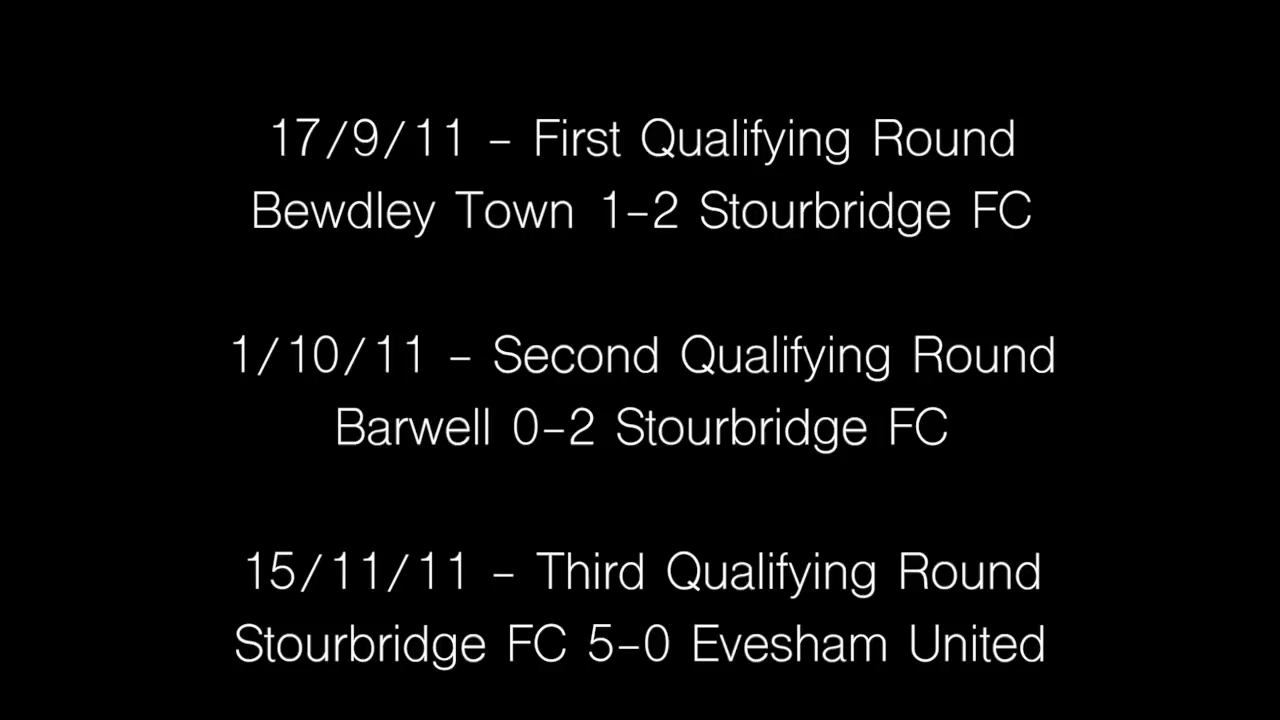 17/9/11 - First Qualifying Round
Bewdley Town 1-2 Stourbridge FC
1/10/11 - Second Qualifying Round
Barwell 0-2 Stourbridge FC
15/11/11 - Third Qualifying Round
Stourbridge FC 5-0 Evesham United